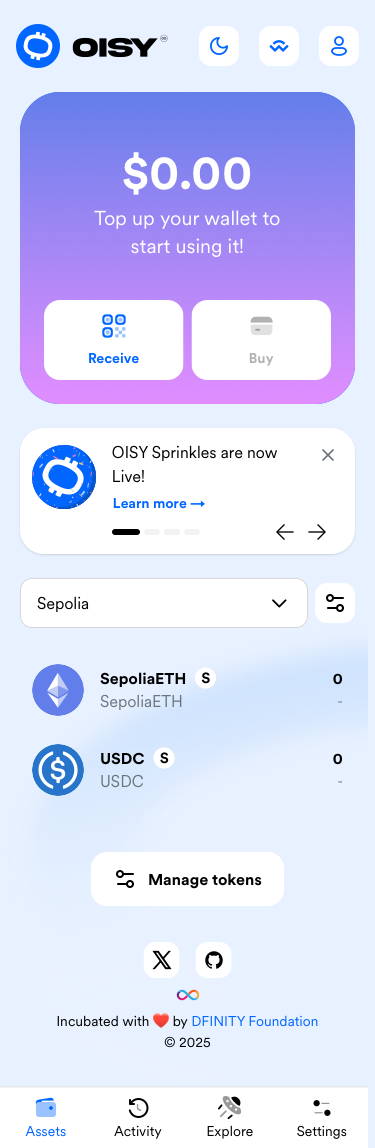 OISY
$0.00
Top up your wallet to
start using it!
Receive
Buy
OISY Sprinkles are now
Live!
Learn more →
Sepolia
SepoliaETH S
0
SepoliaETH
-
USDC S
0
USDC
-
Manage tokens
Incubated with ❤️ by DFINITY Foundation
© 2025
Assets
Activity
Explore
Settings